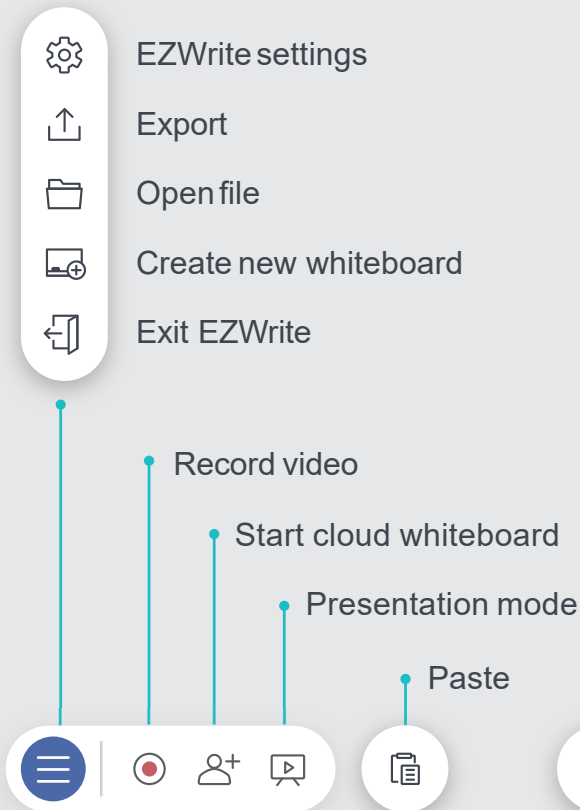 EZWrite settings
Export
Open file
Create new whiteboard
Exit EZWrite
Record video
Start cloud whiteboard
Presentation mode
Paste